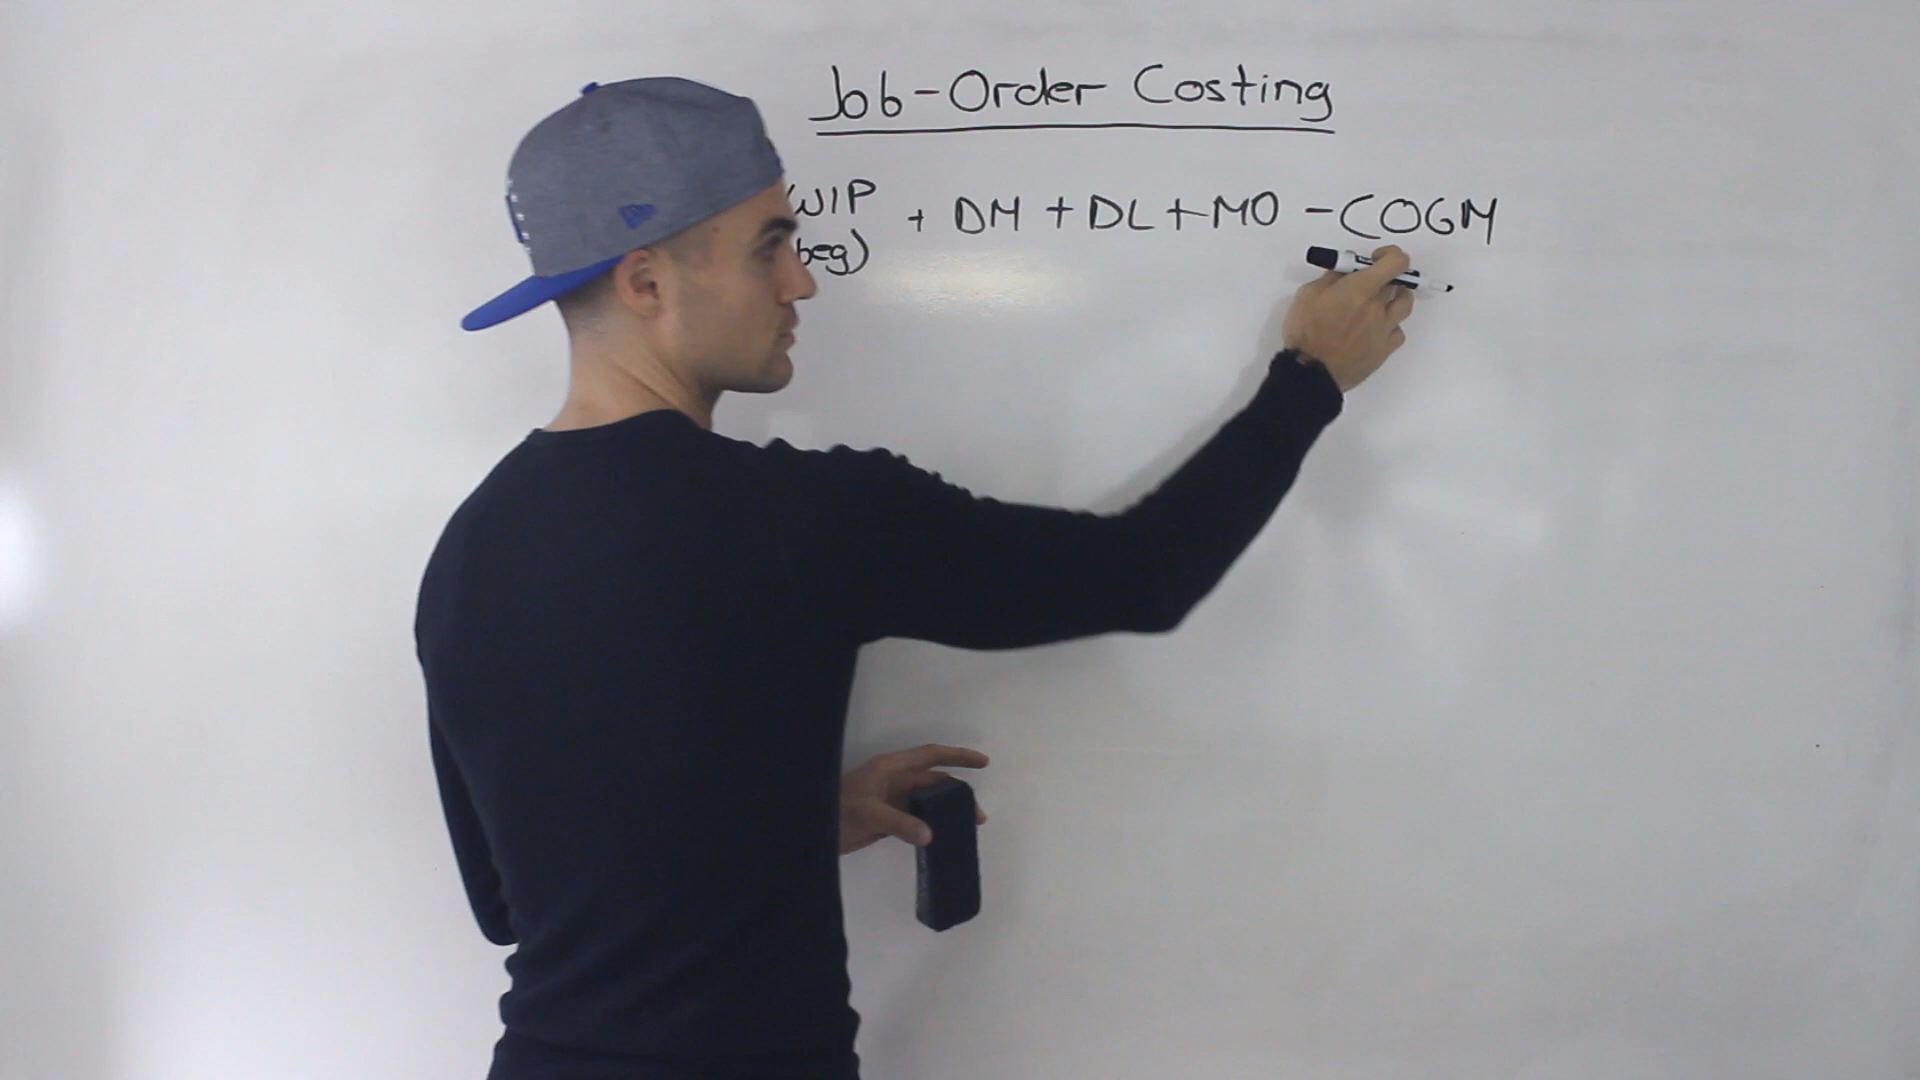 Job-Order Costing
WIP + DM + DL + MO - COGM
beg)